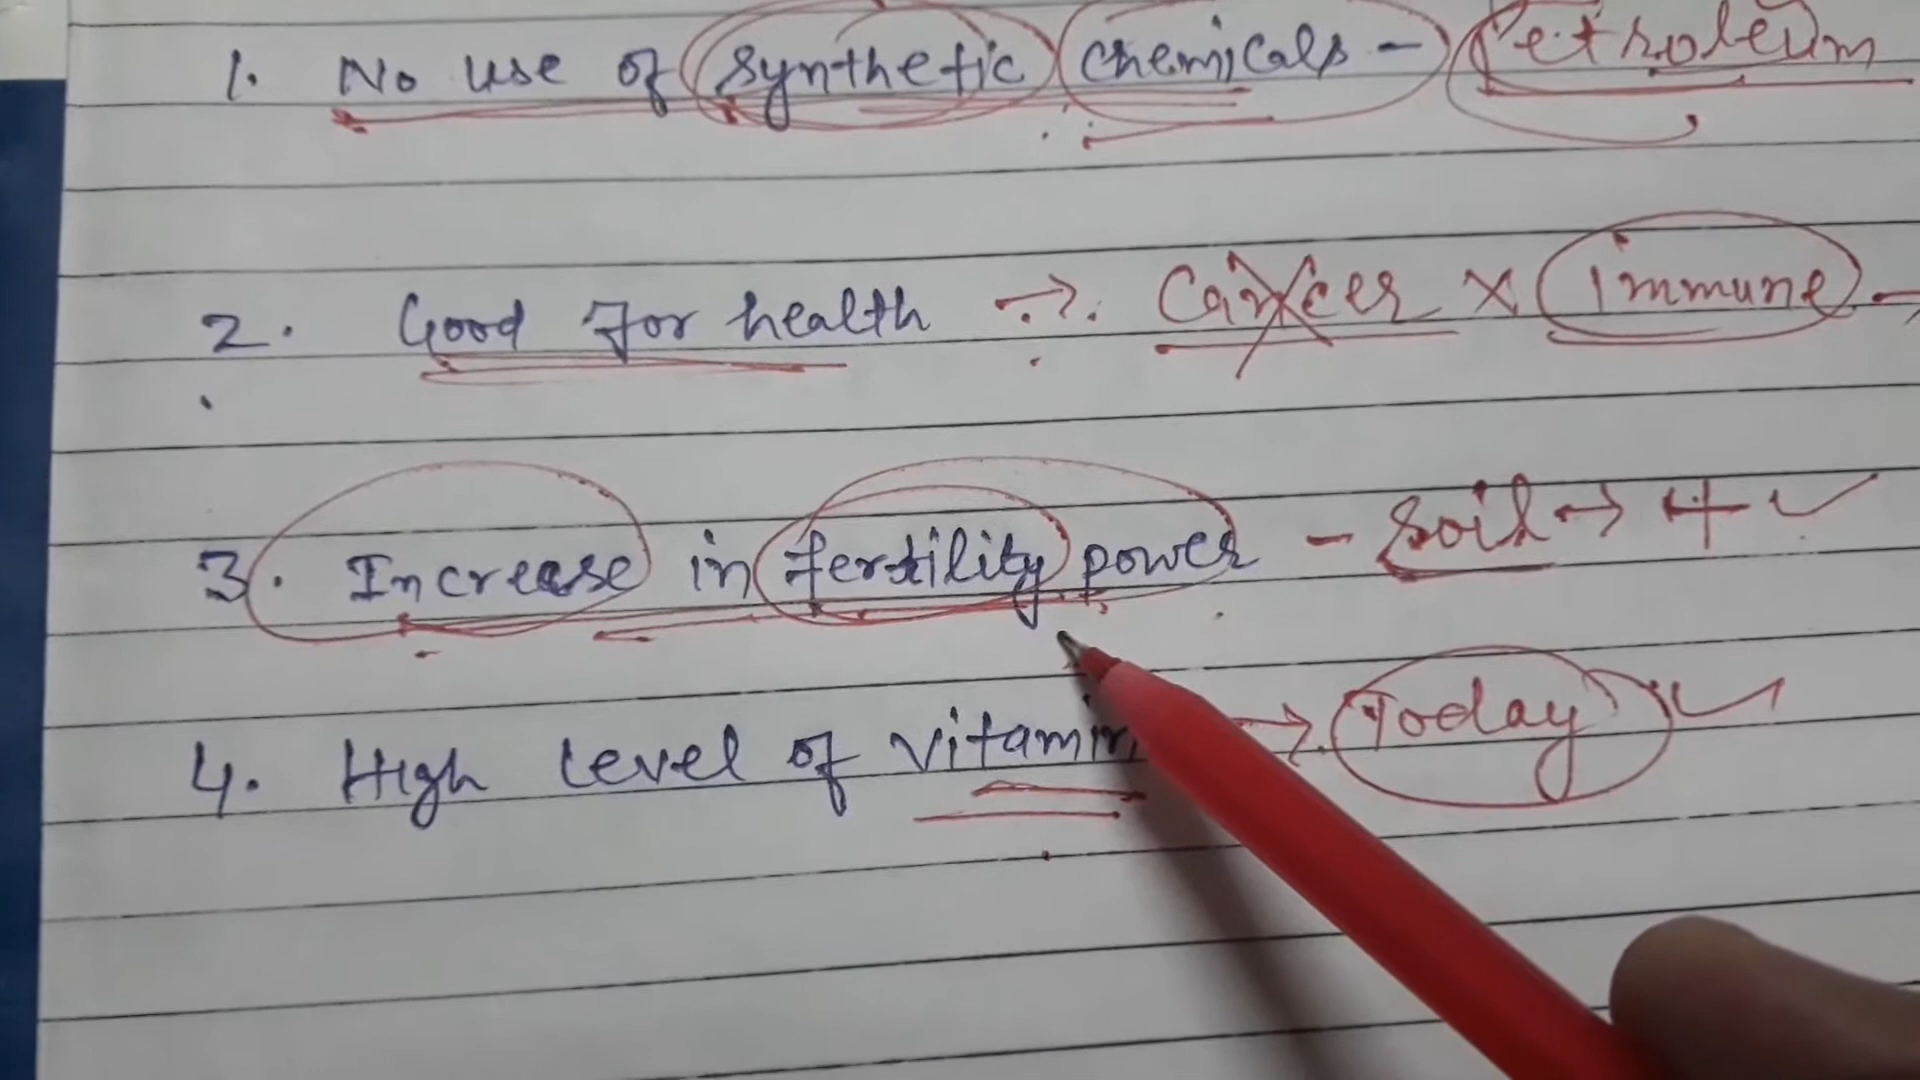 1. No use of synthetic chemicals - Petroleum
2. Good for health → Cancer × immune -
3. Increase in fertility power - Soil → + ✓
4. High level of vitamin → Today ✓